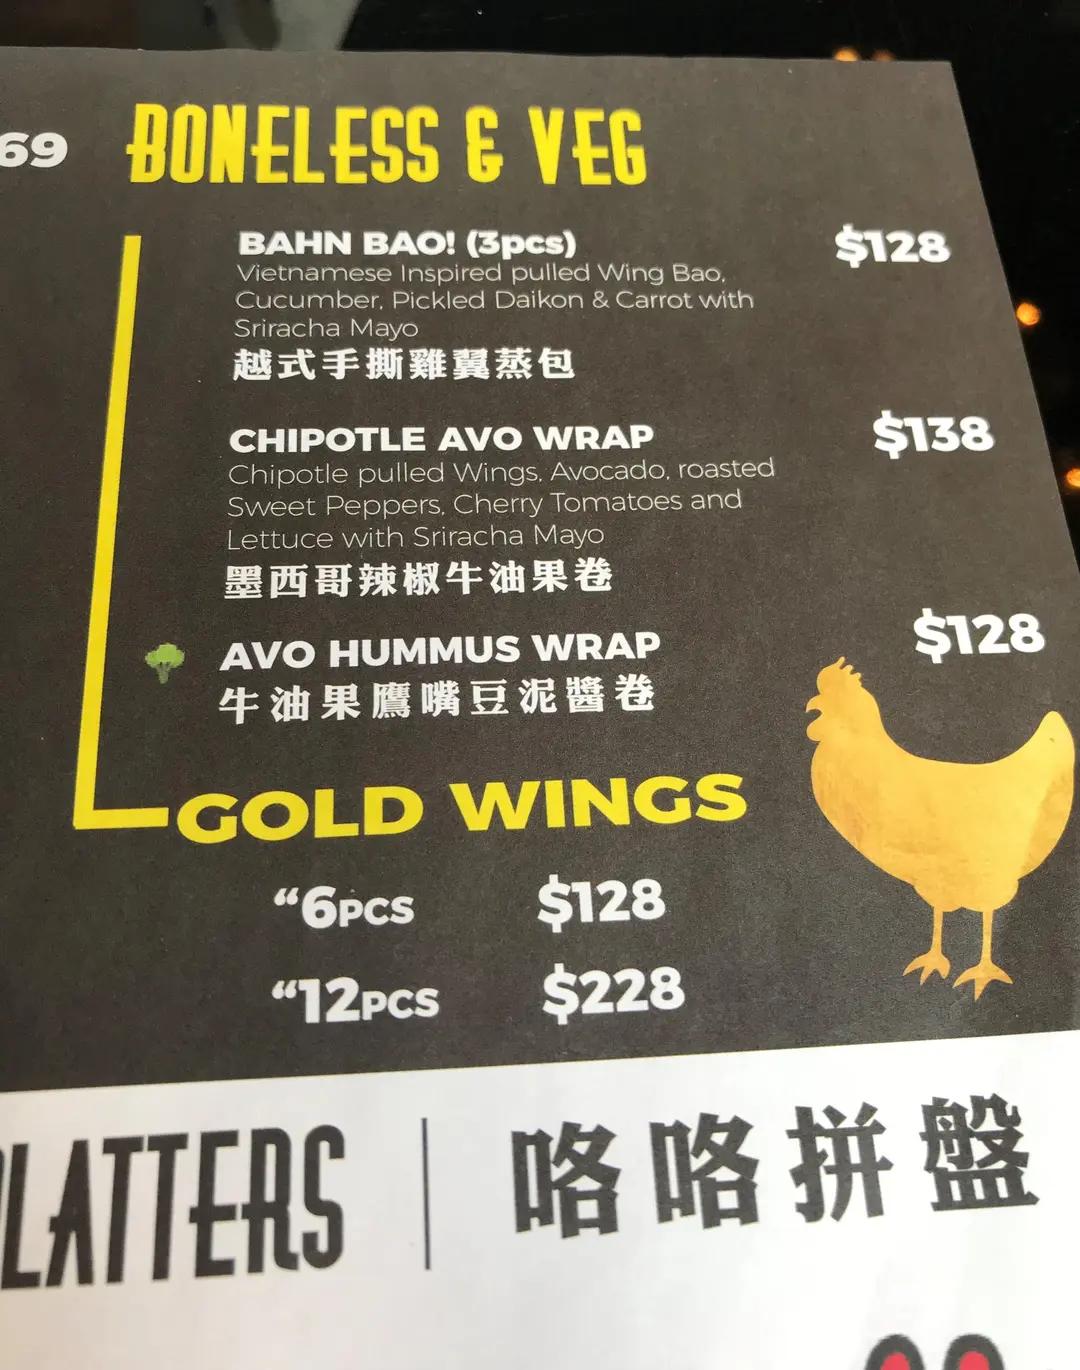 69
BONELESS & VEG
BAHN BAO! (3pcs) $128
Vietnamese Inspired pulled Wing Bao,
Cucumber, Pickled Daikon & Carrot with
Sriracha Mayo
越式手撕雞翼蒸包
CHIPOTLE AVO WRAP $138
Chipotle pulled Wings, Avocado, roasted
Sweet Peppers, Cherry Tomatoes and
Lettuce with Sriracha Mayo
墨西哥辣椒牛油果卷
AVO HUMMUS WRAP $128
牛油果鷹嘴豆泥醬卷
GOLD WINGS
“6PCS $128
“12PCS $228
PLATTERS | 咯咯拼盤